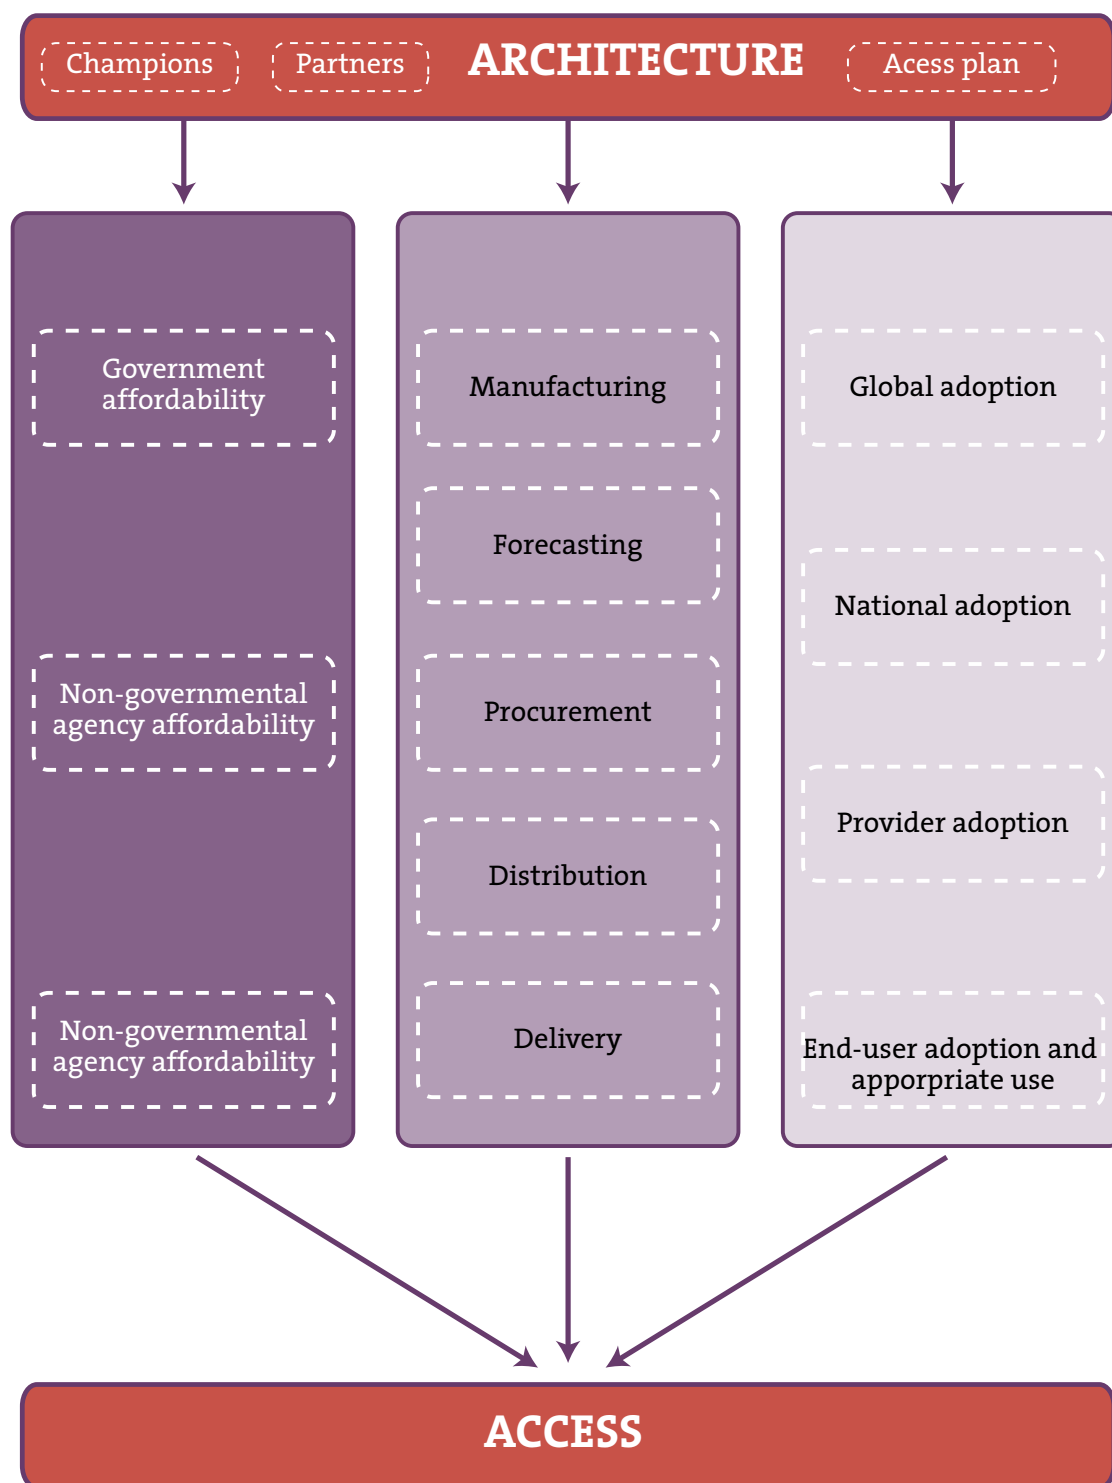 Champions
Partners
ARCHITECTURE
Acess plan
Government
affordability
Non-governmental
agency affordability
Non-governmental
agency affordability
Manufacturing
Forecasting
Procurement
Distribution
Delivery
Global adoption
National adoption
Provider adoption
End-user adoption and
apporpriate use
ACCESS